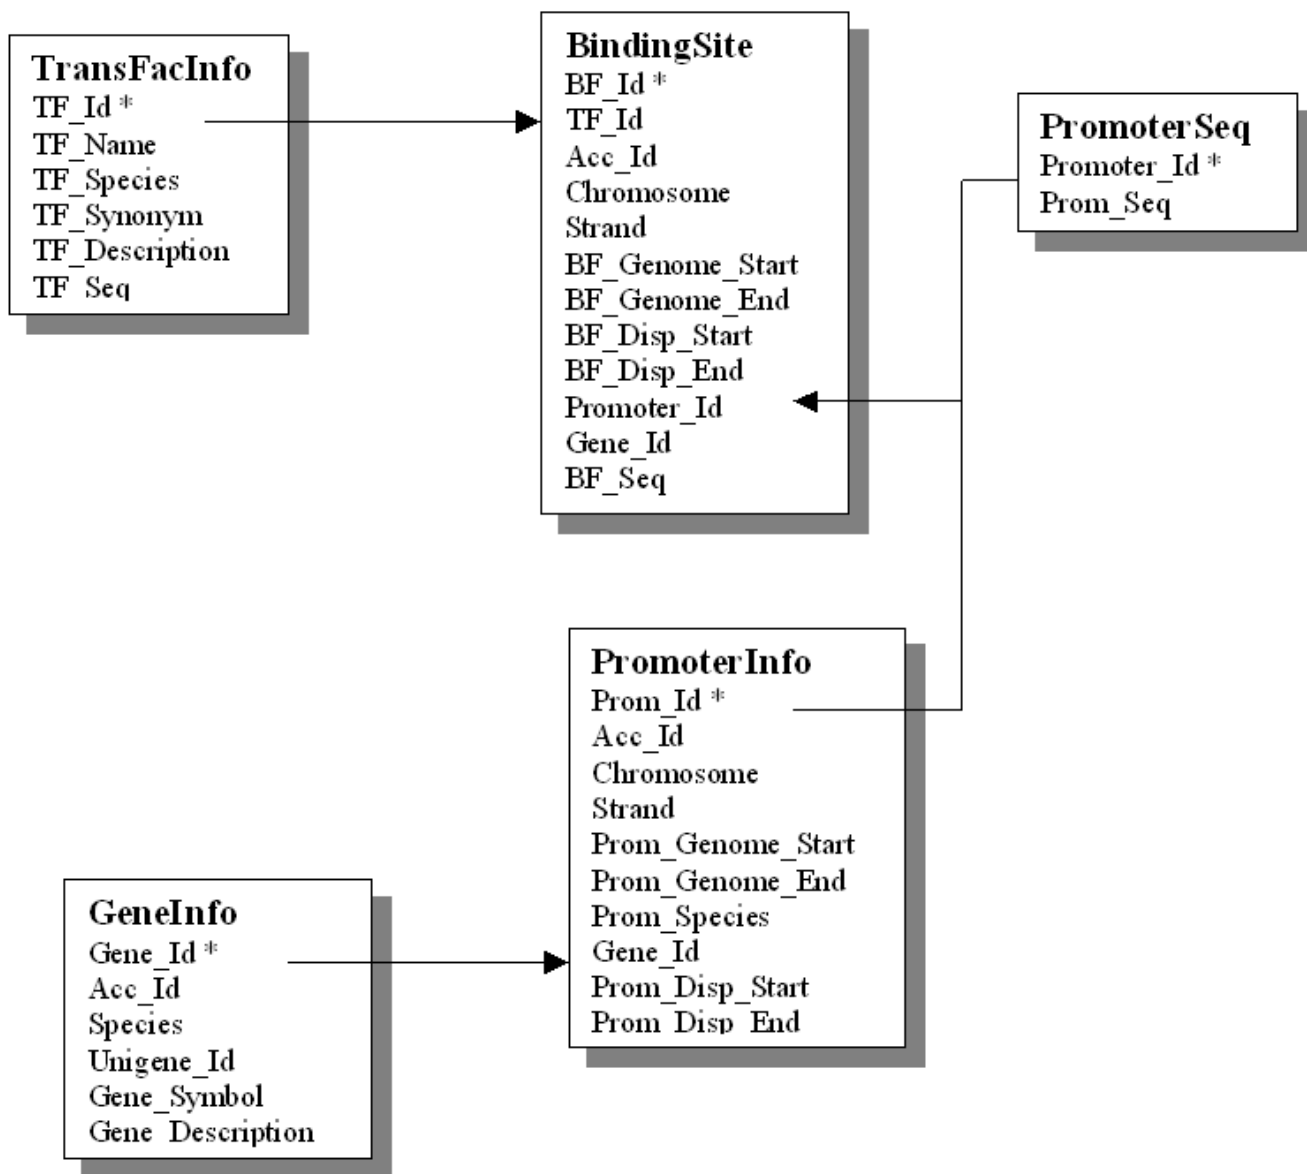 TransFacInfo
TF_Id *
TF_Name
TF_Species
TF_Synonym
TF_Description
TF_Seq
BindingSite
BF_Id *
TF_Id
Acc_Id
Chromosome
Strand
BF_Genome_Start
BF_Genome_End
BF_Disp_Start
BF_Disp_End
Promoter_Id
Gene_Id
BF_Seq
PromoterSeq
Promoter_Id *
Prom_Seq
PromoterInfo
Prom_Id *
Acc_Id
Chromosome
Strand
Prom_Genome_Start
Prom_Genome_End
Prom_Species
Gene_Id
Prom_Disp_Start
Prom_Disp_End
GeneInfo
Gene_Id *
Acc_Id
Species
Unigene_Id
Gene_Symbol
Gene_Description